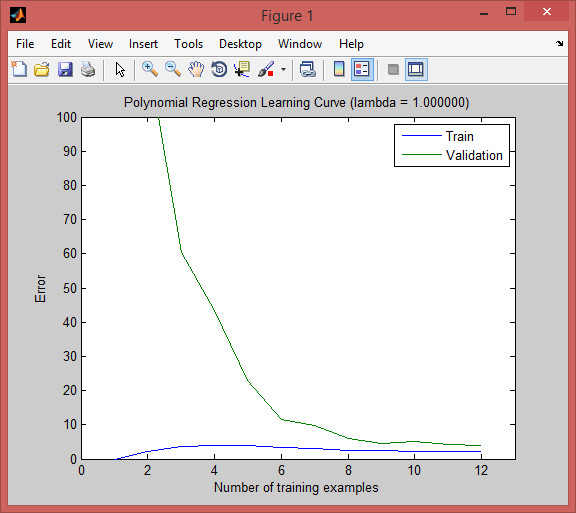 Figure 1
File Edit View Insert Tools Desktop Window Help
Polynomial Regression Learning Curve (lambda = 1.000000)
Train
Validation
100
90
80
70
60
50
40
30
20
10
0
Error
0 2 4 6 8 10 12
Number of training examples